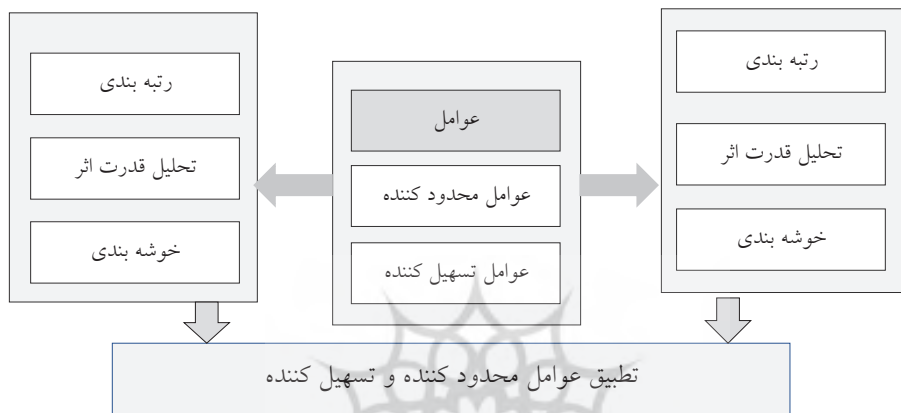 رتبه بندی
تحلیل قدرت اثر
خوشه بندی
عوامل
عوامل محدود کننده
عوامل تسهیل کننده
رتبه بندی
تحلیل قدرت اثر
خوشه بندی
تطبیق عوامل محدود کننده و تسهیل کننده